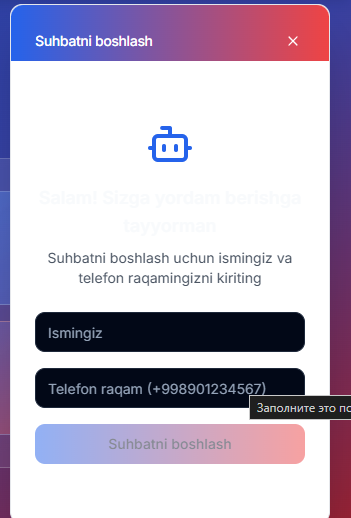 Suhbatni boshlash
Salam! Sizga yordam berishga
tayyorman
Suhbatni boshlash uchun ismingiz va
telefon raqamingizni kiriting
Ismingiz
Telefon raqam (+998901234567)
Заполните это по
Suhbatni boshlash